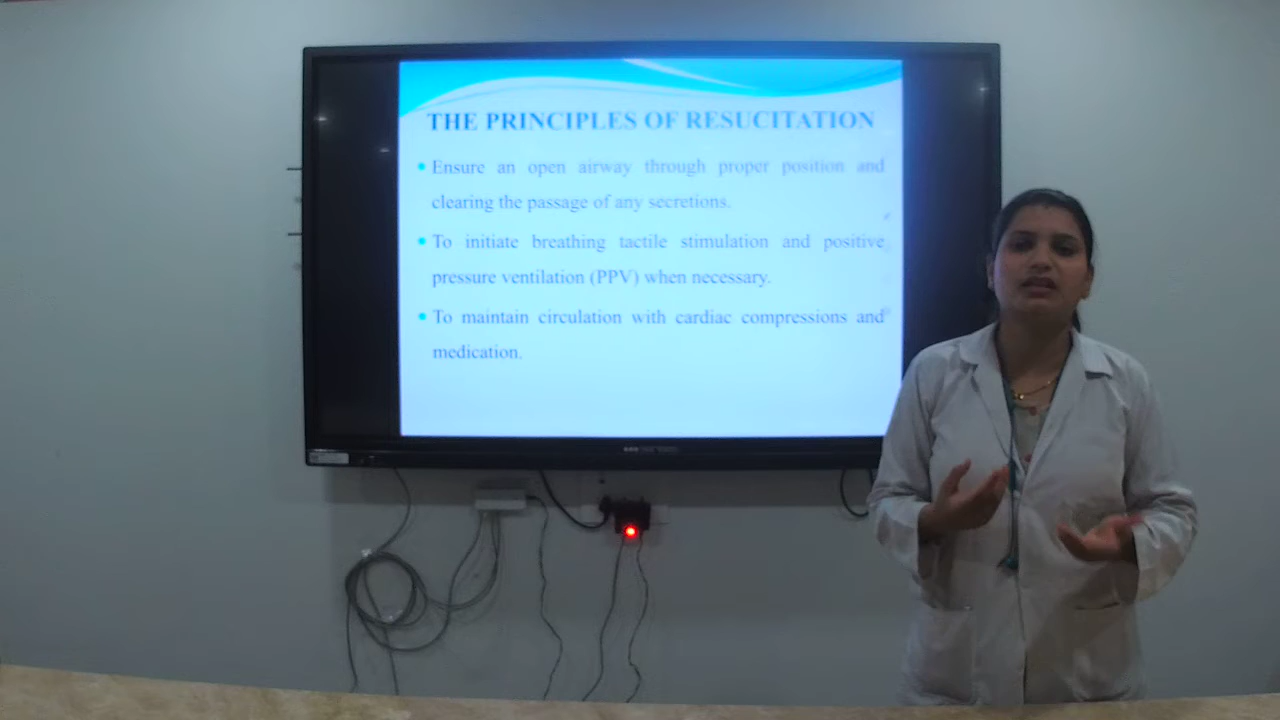 THE PRINCIPLES OF RESUCITATION
Ensure an open airway through proper position and
clearing the passage of any secretions.
To initiate breathing tactile stimulation and positive
pressure ventilation (PPV) when necessary.
To maintain circulation with cardiac compressions and
medication.